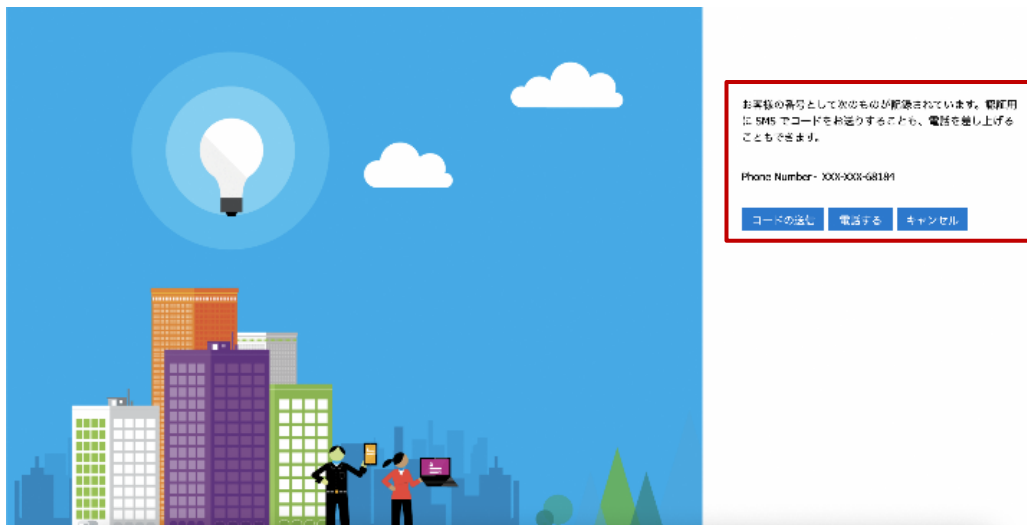 お客様の番号として次のものが記録されています。認証用
に SMS でコードをお送りすることも、電話を差し上げる
こともできます。
Phone Number - XXX-XXX-68184
コードの送信 電話する キャンセル